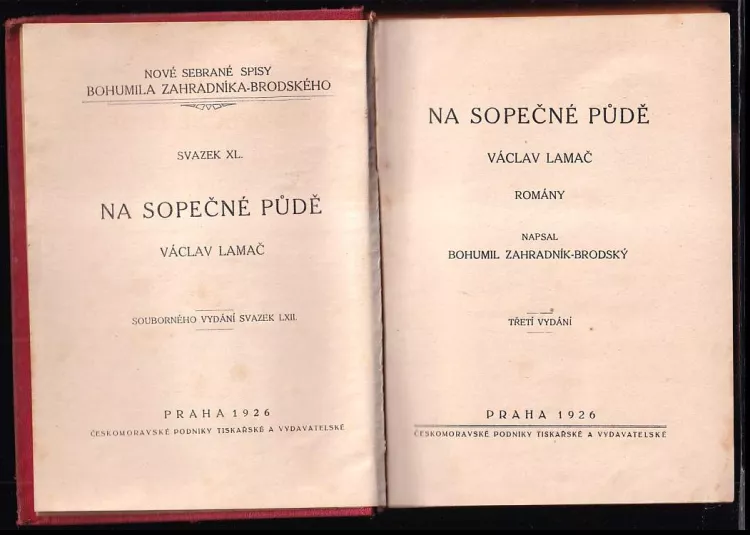 NOVÉ SEBRANÉ SPISY
BOHUMILA ZAHRADNÍKA-BRODSKÉHO
SVAZEK XL.
NA SOPEČNÉ PŮDĚ
VÁCLAV LAMAČ
SOUBORNÉHO VYDÁNÍ SVAZEK LXII.
PRAHA 1926
ČESKOMORAVSKÉ PODNIKY TISKAŘSKÉ A VYDAVATELSKÉ
NA SOPEČNÉ PŮDĚ
VÁCLAV LAMAČ
ROMÁNY
NAPSAL
BOHUMIL ZAHRADNÍK-BRODSKÝ
TŘETÍ VYDÁNÍ
PRAHA 1926
ČESKOMORAVSKÉ PODNIKY TISKAŘSKÉ A VYDAVATELSKÉ